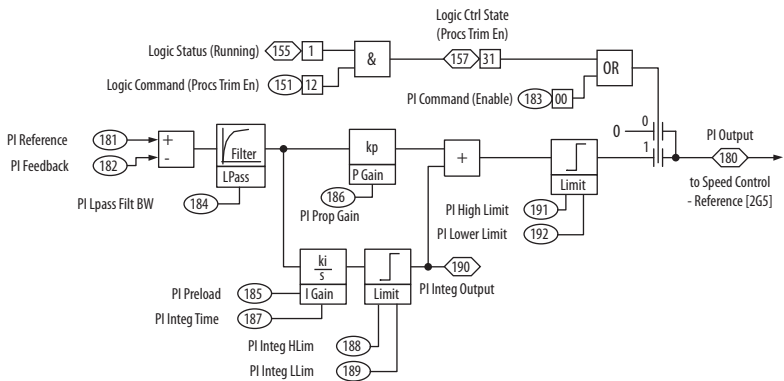 Logic Ctrl State
(Procs Trim En)
Logic Status (Running) 155 1
&
157 31
OR
Logic Command (Procs Trim En) 151 12
PI Command (Enable) 183 00
0
0
PI Output
PI Reference 181
+
-
PI Feedback 182
Filter
LPass
kp
P Gain
+
Limit
1
180
to Speed Control
- Reference [2G5]
PI Lpass Filt BW 184
186
PI Prop Gain
PI High Limit 191
PI Lower Limit 192
ki
s
I Gain
Limit
190
PI Integ Output
PI Preload 185
PI Integ Time 187
PI Integ HLim 188
PI Integ LLim 189